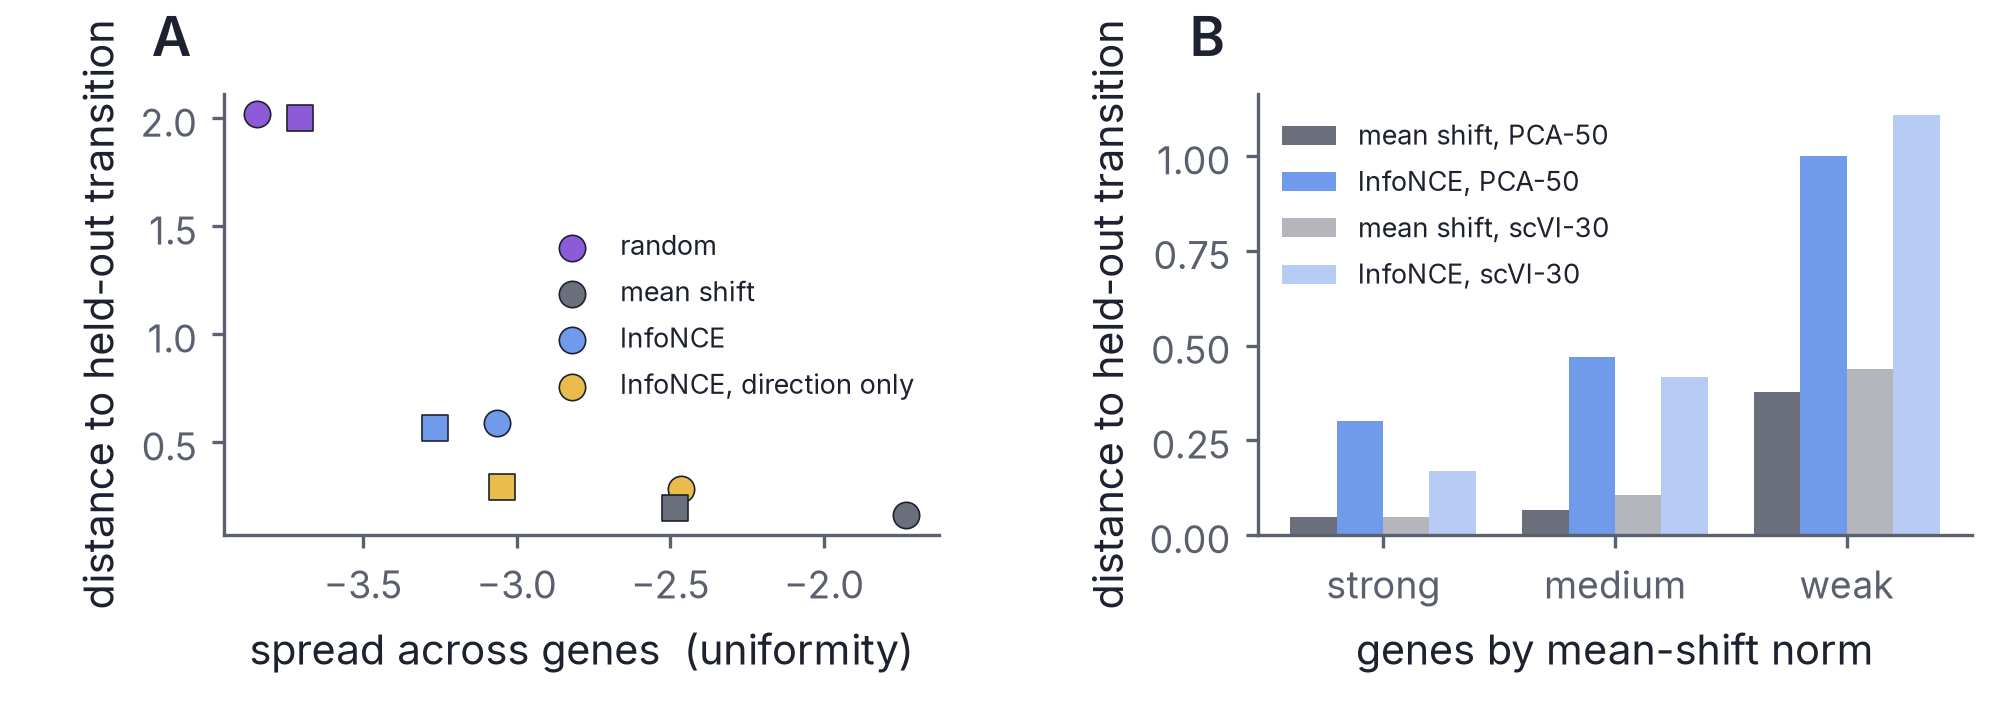 A
distance to held-out transition
2.0
1.5
1.0
0.5
random
mean shift
InfoNCE
InfoNCE, direction only
−3.5 −3.0 −2.5 −2.0
spread across genes (uniformity)
B
distance to held-out transition
1.00
0.75
0.50
0.25
0.00
mean shift, PCA-50
InfoNCE, PCA-50
mean shift, scVI-30
InfoNCE, scVI-30
strong medium weak
genes by mean-shift norm